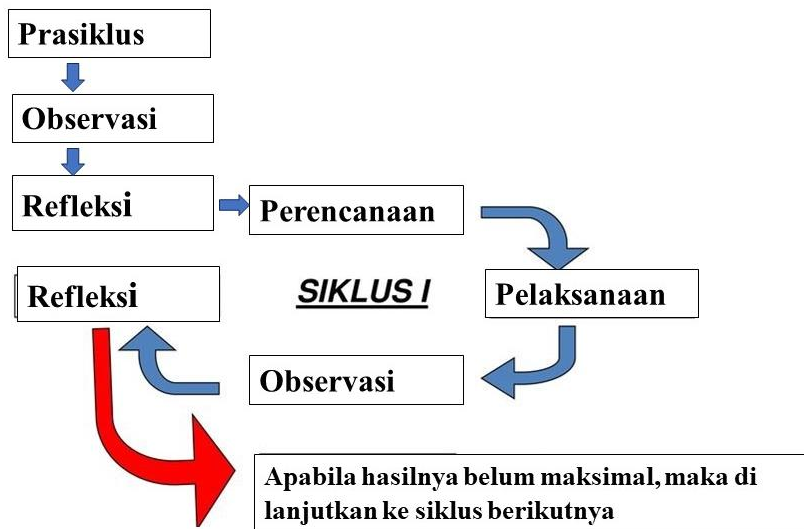 Prasiklus
Observasi
Refleksi
Perencanaan
Refleksi
SIKLUS I
Pelaksanaan
Observasi
Apabila hasilnya belum maksimal, maka di
lanjutkan ke siklus berikutnya